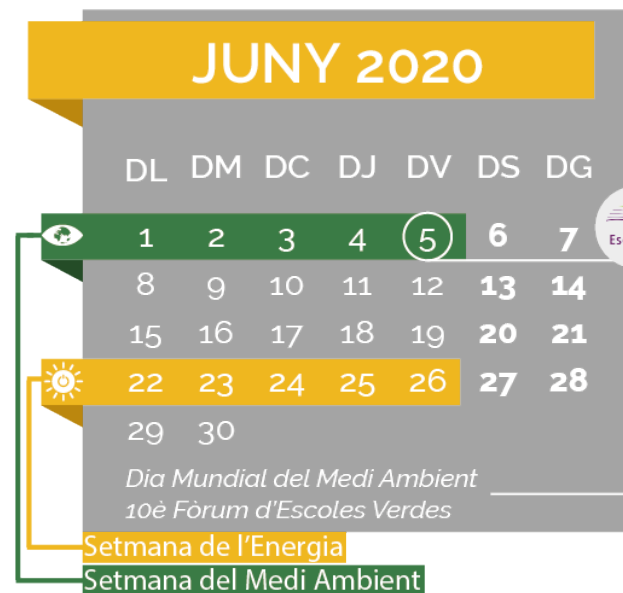 JUNY 2020
DL DM DC DJ DV DS DG
1 2 3 4 5 6 7
Es
8 9 10 11 12 13 14
15 16 17 18 19 20 21
22 23 24 25 26 27 28
29 30
Dia Mundial del Medi Ambient
10è Fòrum d'Escoles Verdes
Setmana de l'Energia
Setmana del Medi Ambient